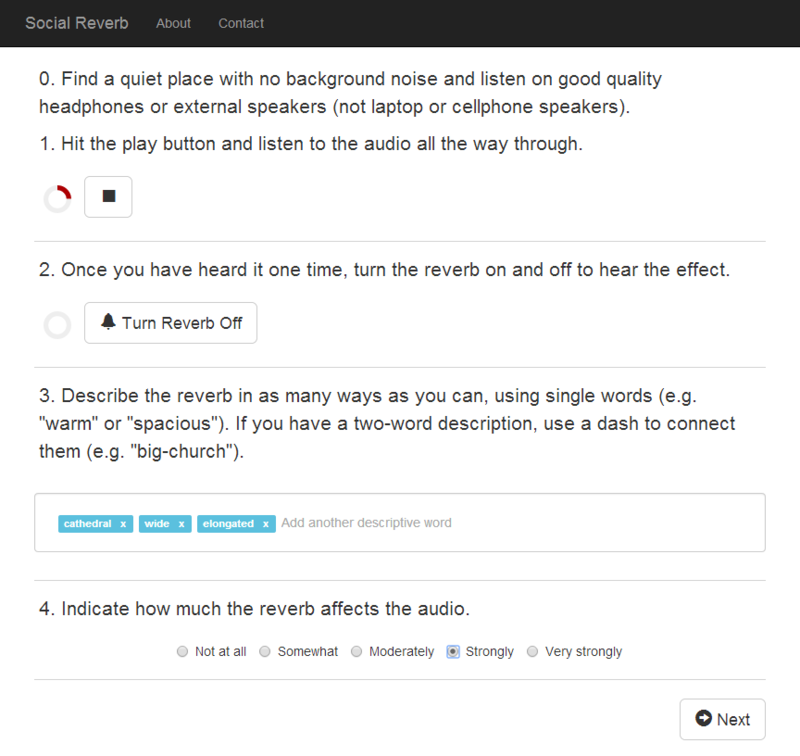 Social Reverb About Contact
0. Find a quiet place with no background noise and listen on good quality
headphones or external speakers (not laptop or cellphone speakers).
1. Hit the play button and listen to the audio all the way through.
2. Once you have heard it one time, turn the reverb on and off to hear the effect.
Turn Reverb Off
3. Describe the reverb in as many ways as you can, using single words (e.g.
"warm" or "spacious"). If you have a two-word description, use a dash to connect
them (e.g. "big-church").
cathedral x wide x elongated x Add another descriptive word
4. Indicate how much the reverb affects the audio.
Not at all Somewhat Moderately Strongly Very strongly
Next